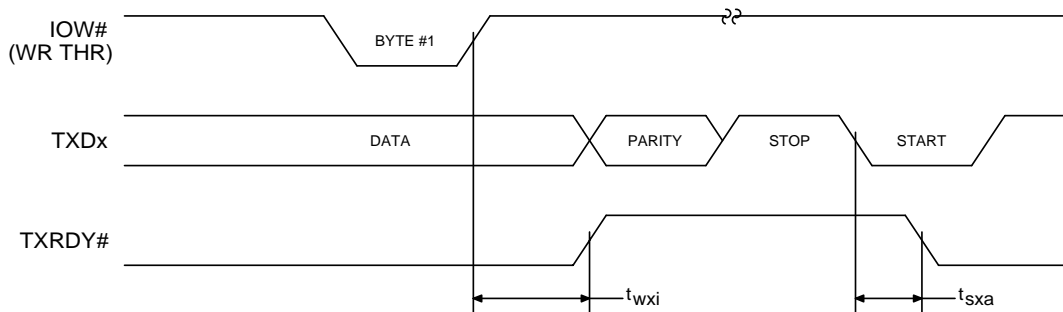 IOW#
(WR THR)
BYTE #1
TXDx
DATA
PARITY
STOP
START
TXRDY#
twxi
tsxa